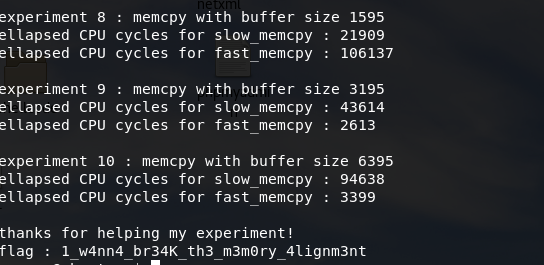 netxml
experiment 8 : memcpy with buffer size 1595
ellapsed CPU cycles for slow_memcpy : 21909
ellapsed CPU cycles for fast_memcpy : 106137
experiment 9 : memcpy with buffer size 3195
ellapsed CPU cycles for slow_memcpy : 43614
ellapsed CPU cycles for fast_memcpy : 2613
experiment 10 : memcpy with buffer size 6395
ellapsed CPU cycles for slow_memcpy : 94638
ellapsed CPU cycles for fast_memcpy : 3399
thanks for helping my experiment!
flag : 1_w4nn4_br34K_th3_m3m0ry_4lignm3nt